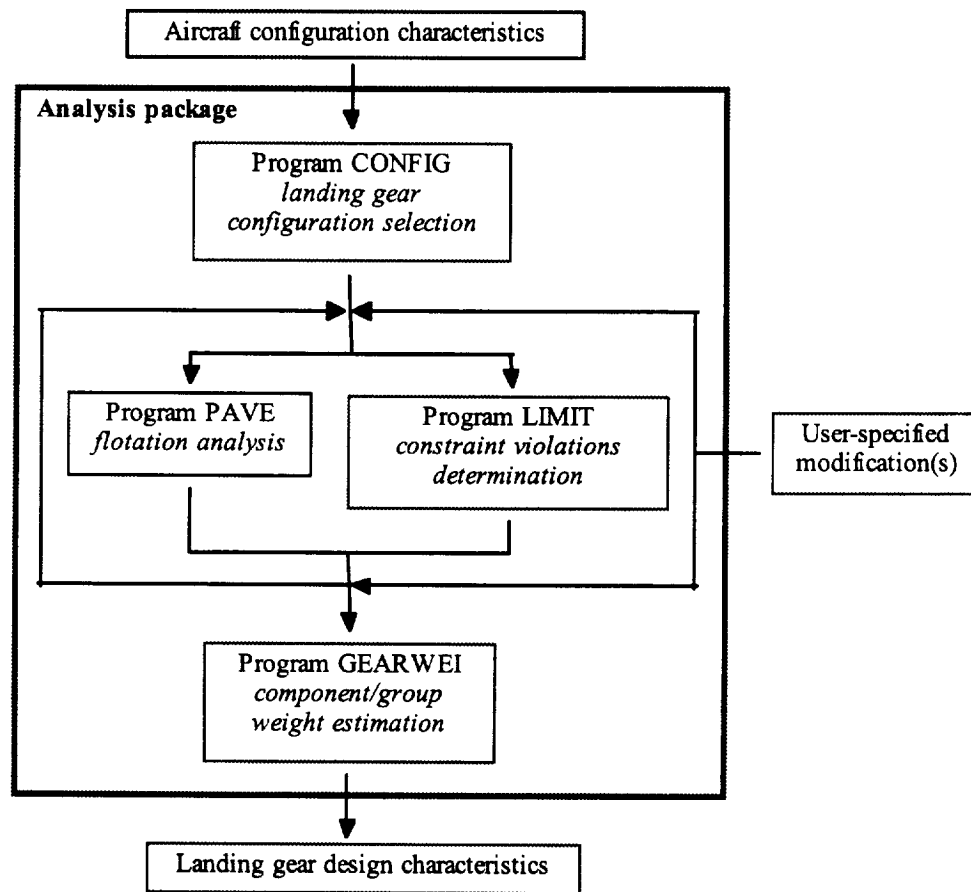 Aircraft configuration characteristics
Analysis package
Program CONFIG
landing gear
configuration selection
Program PAVE
flotation analysis
Program LIMIT
constraint violations
determination
User-specified
modification(s)
Program GEARWEI
component/group
weight estimation
Landing gear design characteristics